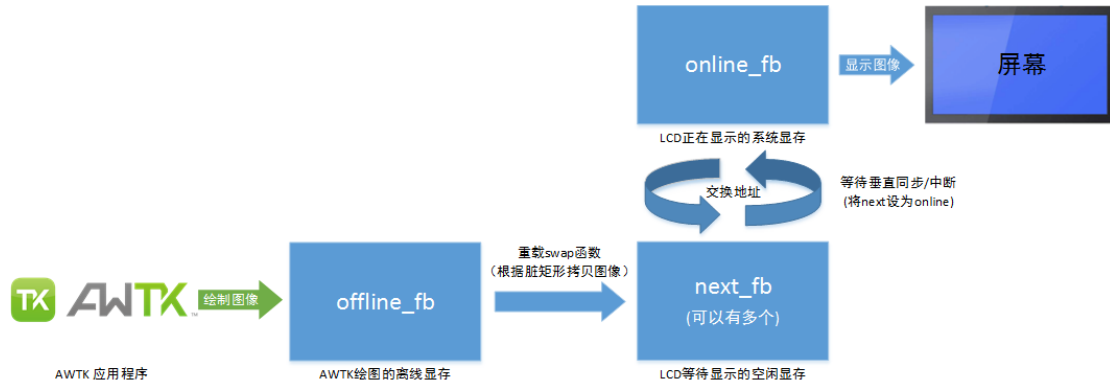 online_fb
显示图像
屏幕
LCD正在显示的系统显存
交换地址
等待垂直同步/中断
(将next设为online)
重载swap函数
（根据脏矩形拷贝图像）
TK
AWTK
TM
绘制图像
offline_fb
next_fb
(可以有多个)
AWTK 应用程序
AWTK绘图的离线显存
LCD等待显示的空闲显存